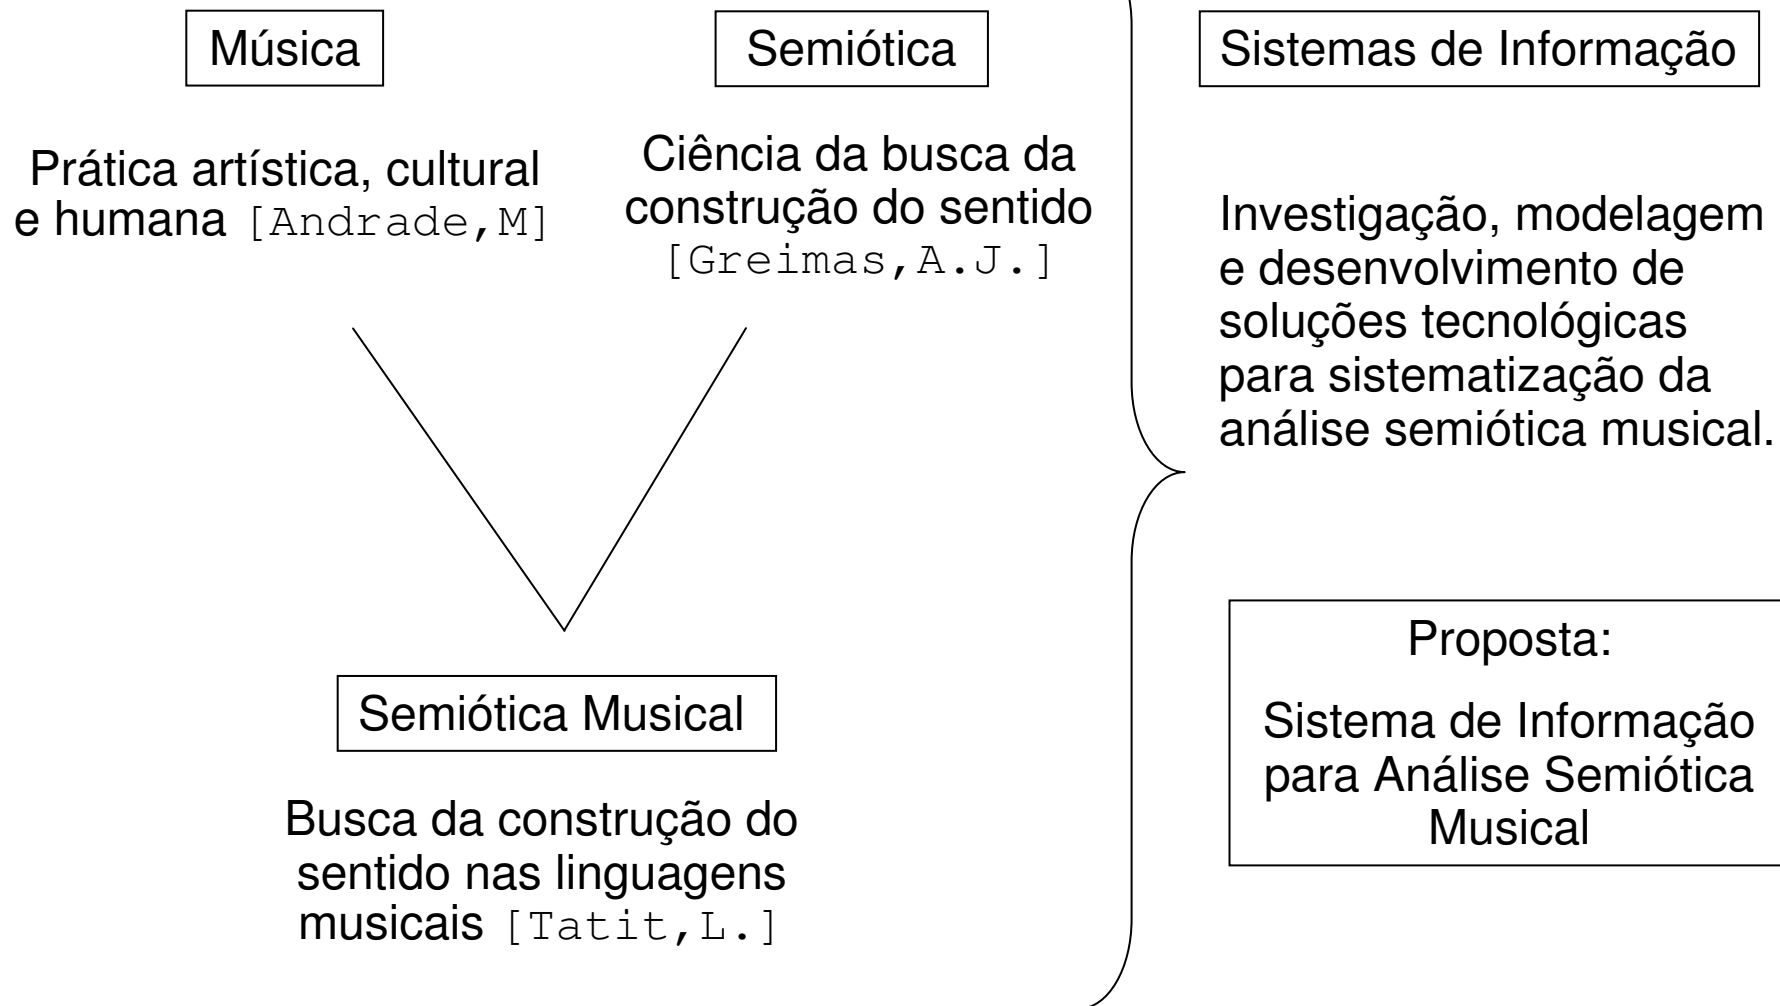 Música
Prática artística, cultural
e humana [Andrade,M]
Semiótica
Ciência da busca da
construção do sentido
[Greimas,A.J.]
Semiótica Musical
Busca da construção do
sentido nas linguagens
musicais [Tatit,L.]
Sistemas de Informação
Investigação, modelagem
e desenvolvimento de
soluções tecnológicas
para sistematização da
análise semiótica musical.
Proposta:
Sistema de Informação
para Análise Semiótica
Musical